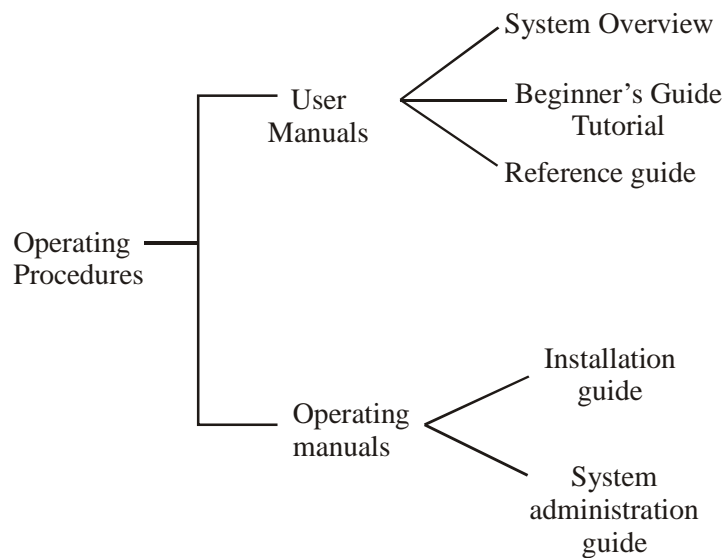 System Overview
User
Manuals
Beginner’s Guide
Tutorial
Reference guide
Operating
Procedures
Installation
guide
Operating
manuals
System
administration
guide